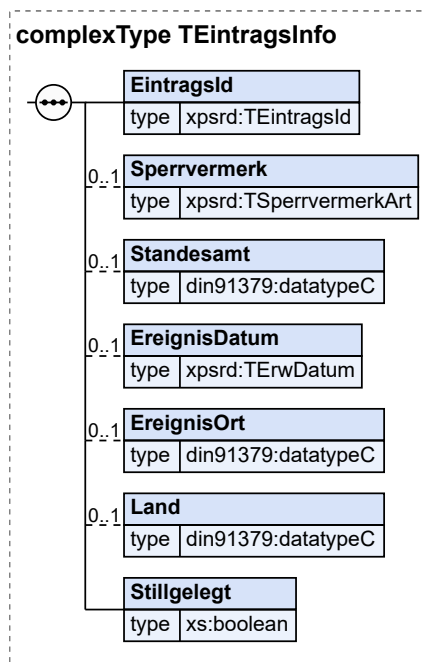 complexType TEintragsInfo
EintragsId
type xpsrd:TEintragsId
0..1 Sperrvermerk
type xpsrd:TSperrvermerkArt
0..1 Standesamt
type din91379:datatypeC
0..1 EreignisDatum
type xpsrd:TErwDatum
0..1 EreignisOrt
type din91379:datatypeC
0..1 Land
type din91379:datatypeC
Stillgelegt
type xs:boolean